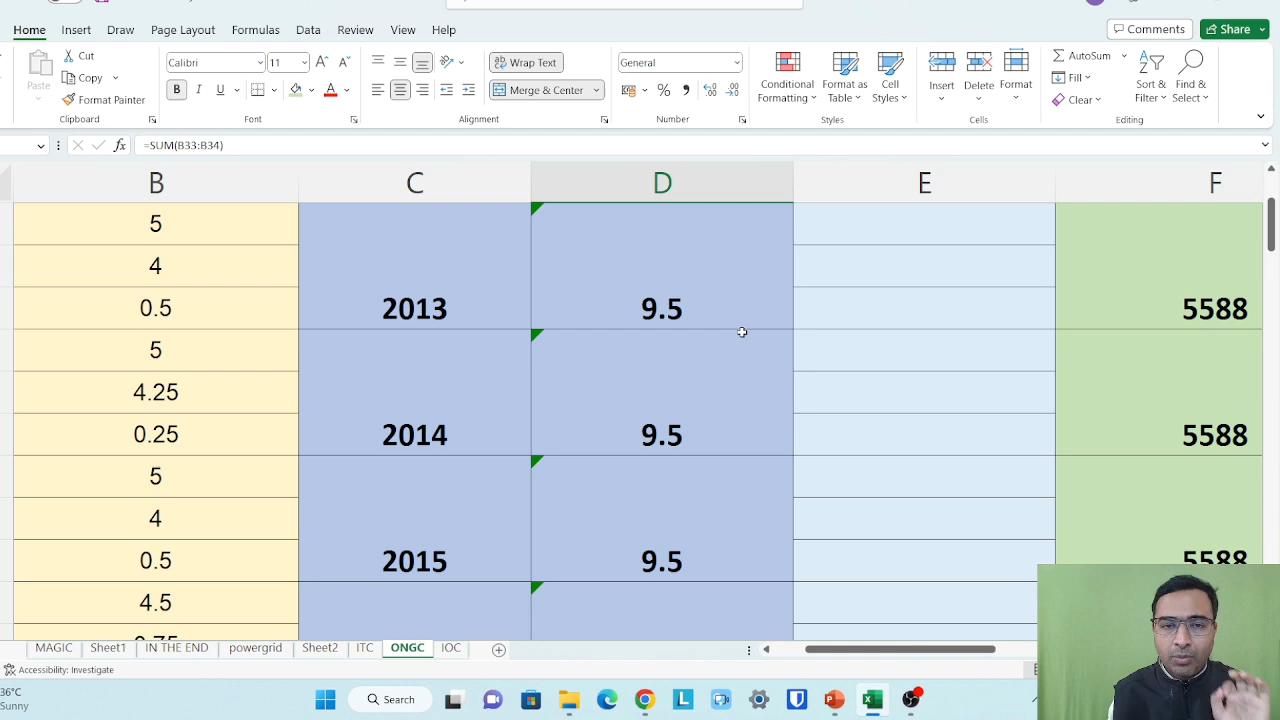 Home Insert Draw Page Layout Formulas Data Review View Help Comments Share
Paste Cut Calibri 11 Wrap Text General Conditional Formatting Format as Table Cell Styles Insert Delete Format AutoSum Sort & Filter Find & Select
Copy B I U A Merge & Center % , Fill
Format Painter Clear
Clipboard Font Alignment Number Styles Cells Editing
fx =SUM(B33:B34)
B C D E F
5
4
0.5 2013 9.5 5588
5
4.25
0.25 2014 9.5 5588
5
4
0.5 2015 9.5 5588
4.5
0.75
MAGIC Sheet1 IN THE END powergrid Sheet2 ITC ONGC IOC
Accessibility: Investigate
36°C
Sunny
Search